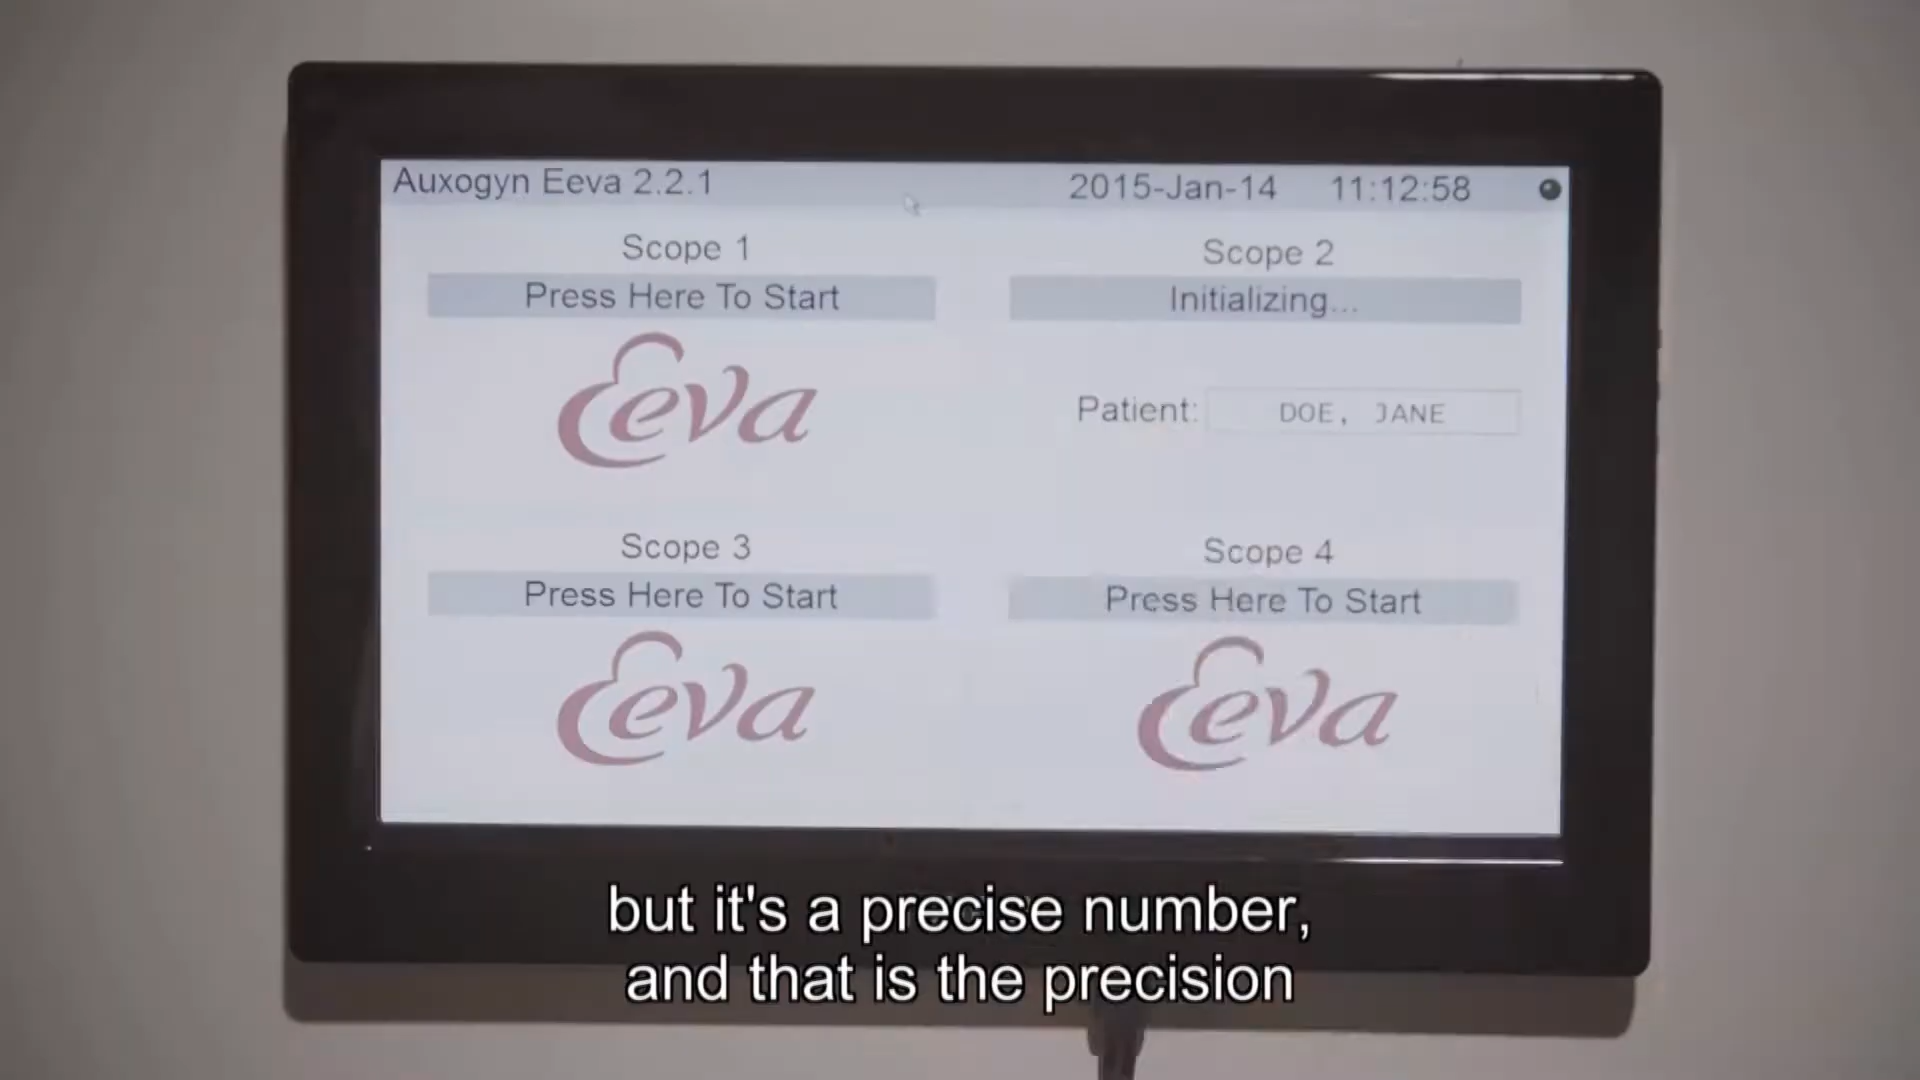 Auxogyn Eeva 2.2.1
2015-Jan-14 11:12:58
Scope 1
Press Here To Start
Eeva
Scope 2
Initializing...
Patient: DOE, JANE
Scope 3
Press Here To Start
Eeva
Scope 4
Press Here To Start
Eeva
but it's a precise number,
and that is the precision